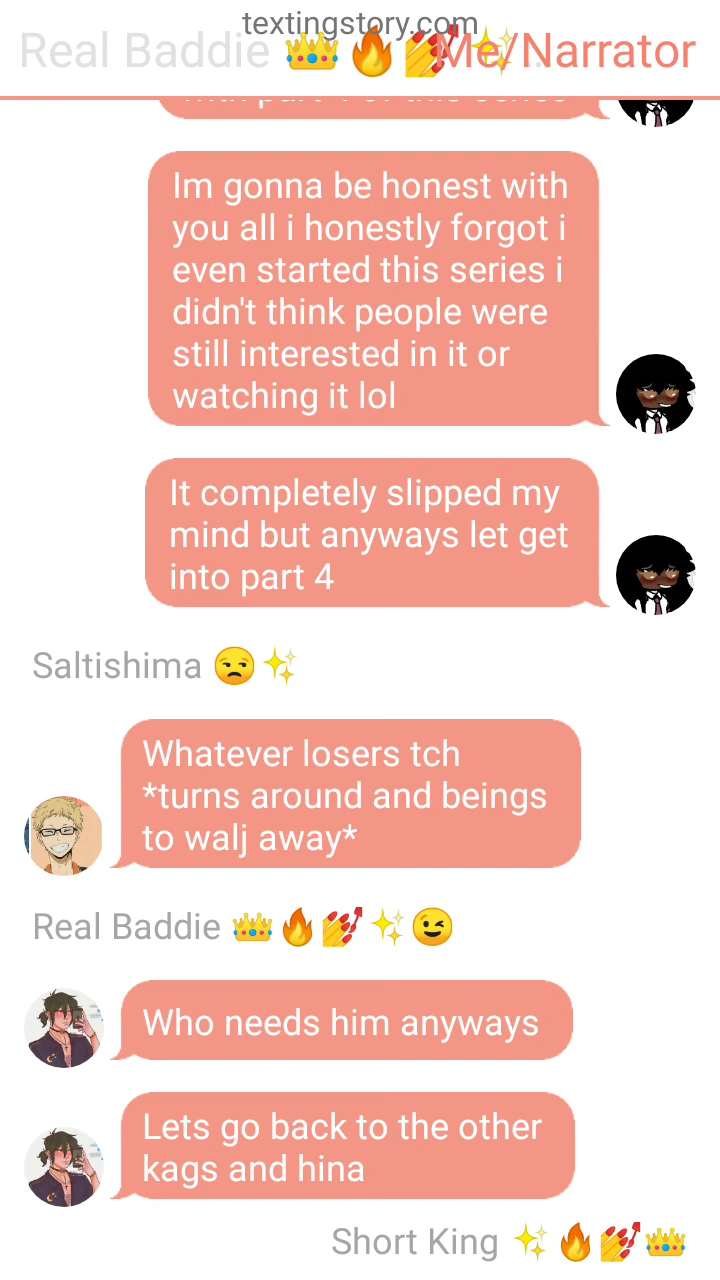 textingstory.com
Real Baddie 👑🔥💅✨.
Me/Narrator
Im gonna be honest with
you all i honestly forgot i
even started this series i
didn't think people were
still interested in it or
watching it lol
It completely slipped my
mind but anyways let get
into part 4
Saltishima 😒✨
Whatever losers tch
*turns around and beings
to walj away*
Real Baddie 👑🔥💅✨😉
Who needs him anyways
Lets go back to the other
kags and hina
Short King ✨🔥💅👑